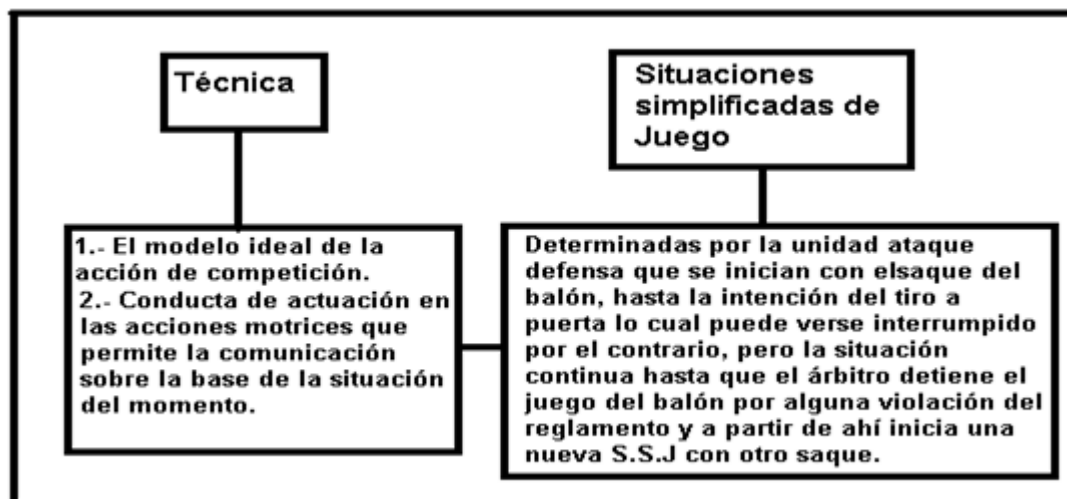 Técnica
Situaciones
simplificadas de
Juego
1.- El modelo ideal de la
acción de competición.
2.- Conducta de actuación en
las acciones motrices que
permite la comunicación
sobre la base de la situación
del momento.
Determinadas por la unidad ataque
defensa que se inician con elsaque del
balón, hasta la intención del tiro a
puerta lo cual puede verse interrumpido
por el contrario, pero la situación
continua hasta que el árbitro detiene el
juego del balón por alguna violación del
reglamento y a partir de ahí inicia una
nueva S.S.J con otro saque.